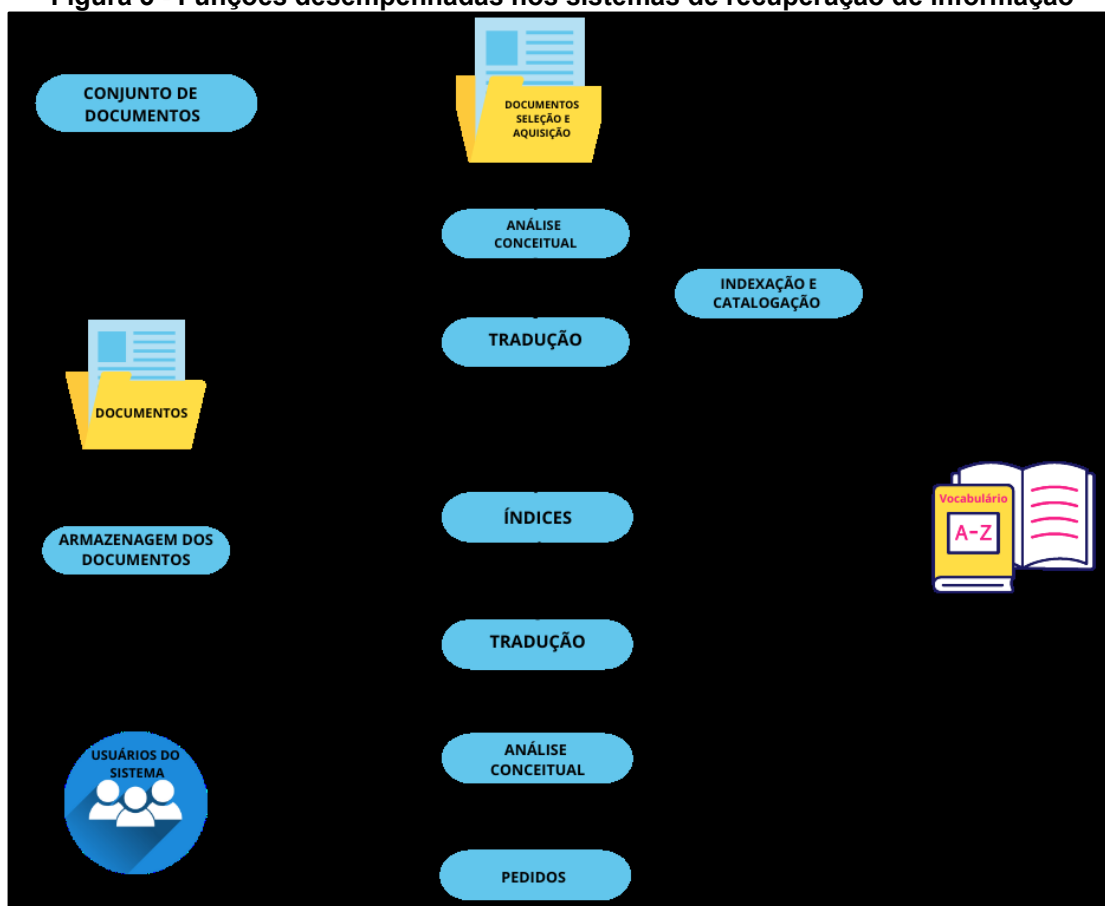 Figura 3 - Funções desempenhadas nos sistemas de recuperação de informação
CONJUNTO DE
DOCUMENTOS
DOCUMENTOS
SELEÇÃO E
AQUISIÇÃO
ANÁLISE
CONCEITUAL
INDEXAÇÃO E
CATALOGAÇÃO
TRADUÇÃO
DOCUMENTOS
Vocabulário
A-Z
ÍNDICES
ARMAZENAGEM DOS
DOCUMENTOS
TRADUÇÃO
USUÁRIOS DO
SISTEMA
ANÁLISE
CONCEITUAL
PEDIDOS